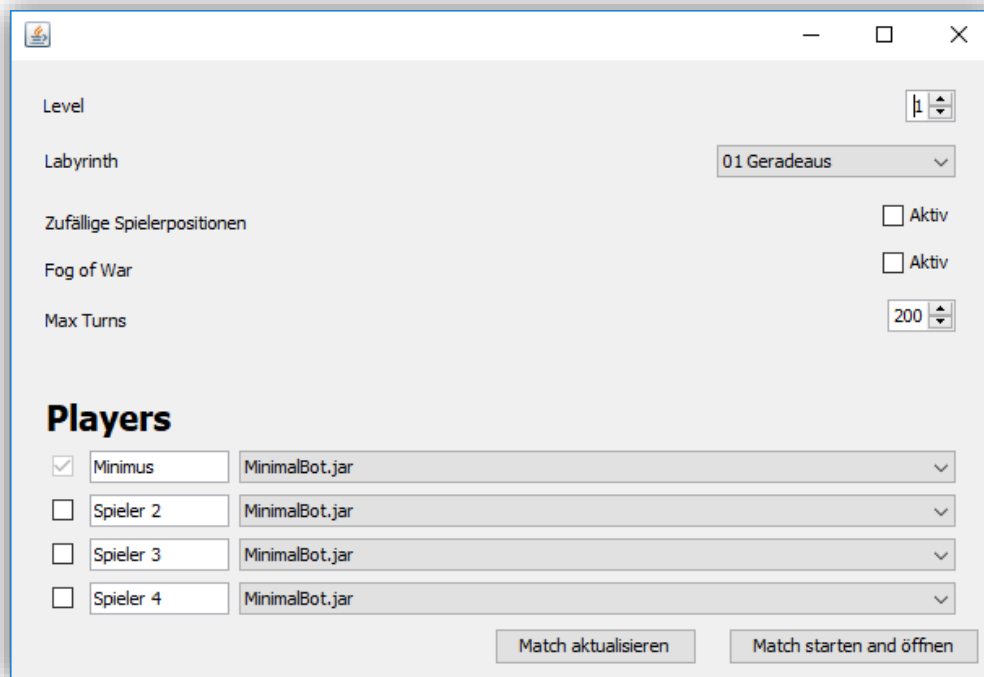 Level 1
Labyrinth 01 Geradeaus
Zufällige Spielerpositionen Aktiv
Fog of War Aktiv
Max Turns 200
Players
Minimus MinimalBot.jar
Spieler 2 MinimalBot.jar
Spieler 3 MinimalBot.jar
Spieler 4 MinimalBot.jar
Match aktualisieren Match starten and öffnen